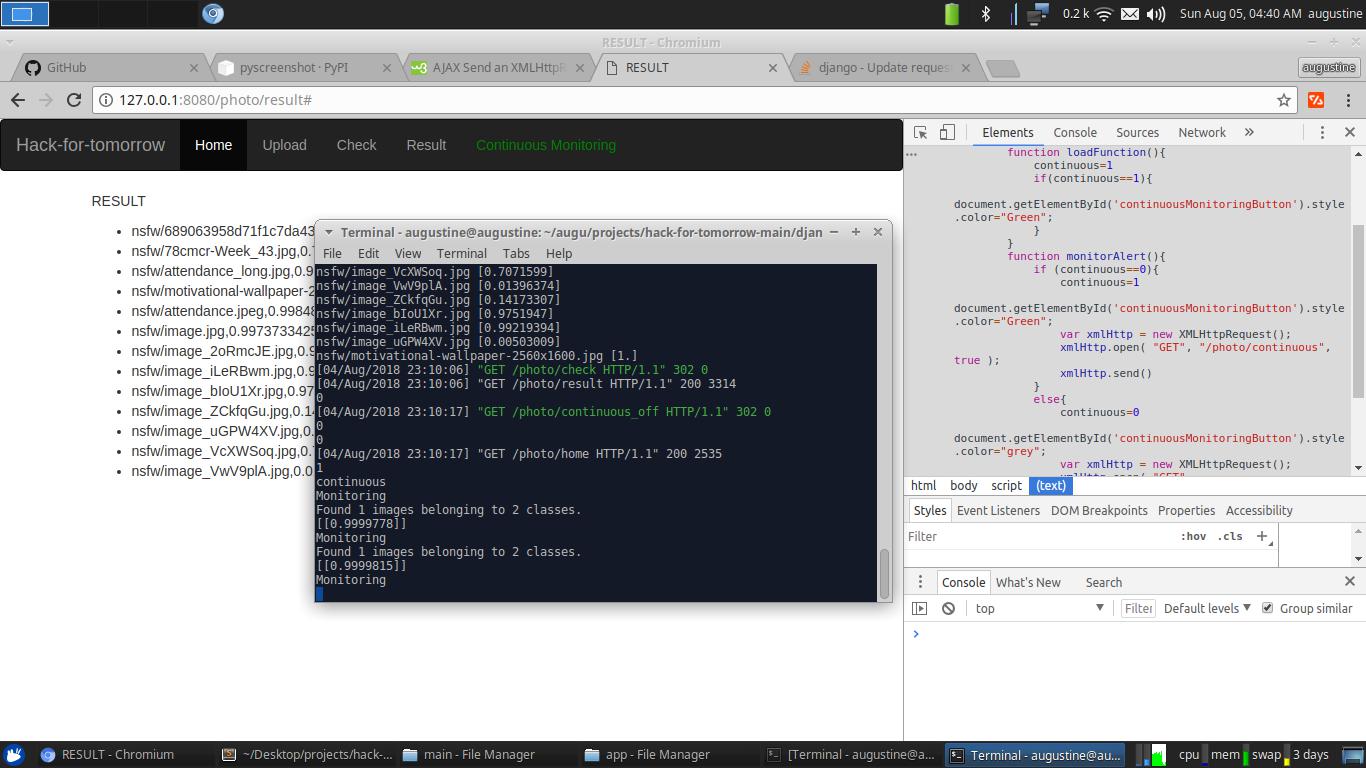 0.2 k
Sun Aug 05, 04:40 AM augustine
RESULT - Chromium
GitHub
pyscreenshot · PyPI
AJAX Send an XMLHttpR
RESULT
django - Update reques
augustine
127.0.0.1:8080/photo/result#
Hack-for-tomorrow Home Upload Check Result Continuous Monitoring
RESULT
nsfw/689063958d71f1c7da43
nsfw/78cmcr-Week_43.jpg,0.
nsfw/attendance_long.jpg,0.9
nsfw/motivational-wallpaper-2
nsfw/attendance.jpeg,0.99848
nsfw/image.jpg,0.9973733425
nsfw/image_2oRmcJE.jpg,0.9
nsfw/image_iLeRBwm.jpg,0.9
nsfw/image_bIoU1Xr.jpg,0.97
nsfw/image_ZCkfqGu.jpg,0.14
nsfw/image_uGPW4XV.jpg,0.
nsfw/image_VcXWSoq.jpg,0.
nsfw/image_VwV9plA.jpg,0.0
Terminal - augustine@augustine: ~/augu/projects/hack-for-tomorrow-main/djan
File Edit View Terminal Tabs Help
nsfw/image_VcXWSoq.jpg [0.7071599]
nsfw/image_VwV9plA.jpg [0.01396374]
nsfw/image_ZCkfqGu.jpg [0.14173307]
nsfw/image_bIoU1Xr.jpg [0.9751947]
nsfw/image_iLeRBwm.jpg [0.99219394]
nsfw/image_uGPW4XV.jpg [0.00503009]
nsfw/motivational-wallpaper-2560x1600.jpg [1.]
[04/Aug/2018 23:10:06] "GET /photo/check HTTP/1.1" 302 0
[04/Aug/2018 23:10:06] "GET /photo/result HTTP/1.1" 200 3314
0
[04/Aug/2018 23:10:17] "GET /photo/continuous_off HTTP/1.1" 302 0
0
0
[04/Aug/2018 23:10:17] "GET /photo/home HTTP/1.1" 200 2535
1
continuous
Monitoring
Found 1 images belonging to 2 classes.
[[0.9999778]]
Monitoring
Found 1 images belonging to 2 classes.
[[0.9999815]]
Monitoring
Elements Console Sources Network »
function loadFunction(){
continuous=1
if(continuous==1){
document.getElementById('continuousMonitoringButton').style
.color="Green";
}
}
function monitorAlert(){
if (continuous==0){
continuous=1
document.getElementById('continuousMonitoringButton').style
.color="Green";
var xmlHttp = new XMLHttpRequest();
xmlHttp.open( "GET", "/photo/continuous",
true );
xmlHttp.send()
}
else{
continuous=0
document.getElementById('continuousMonitoringButton').style
.color="grey";
var xmlHttp = new XMLHttpRequest();
html body script (text)
Styles Event Listeners DOM Breakpoints Properties Accessibility
Filter :hov .cls +
Console What's New Search
top Filter Default levels Group similar
RESULT - Chromium
~/Desktop/projects/hack-...
main - File Manager
app - File Manager
[Terminal - augustine@a...
Terminal - augustine@au...
cpu mem swap 3 days